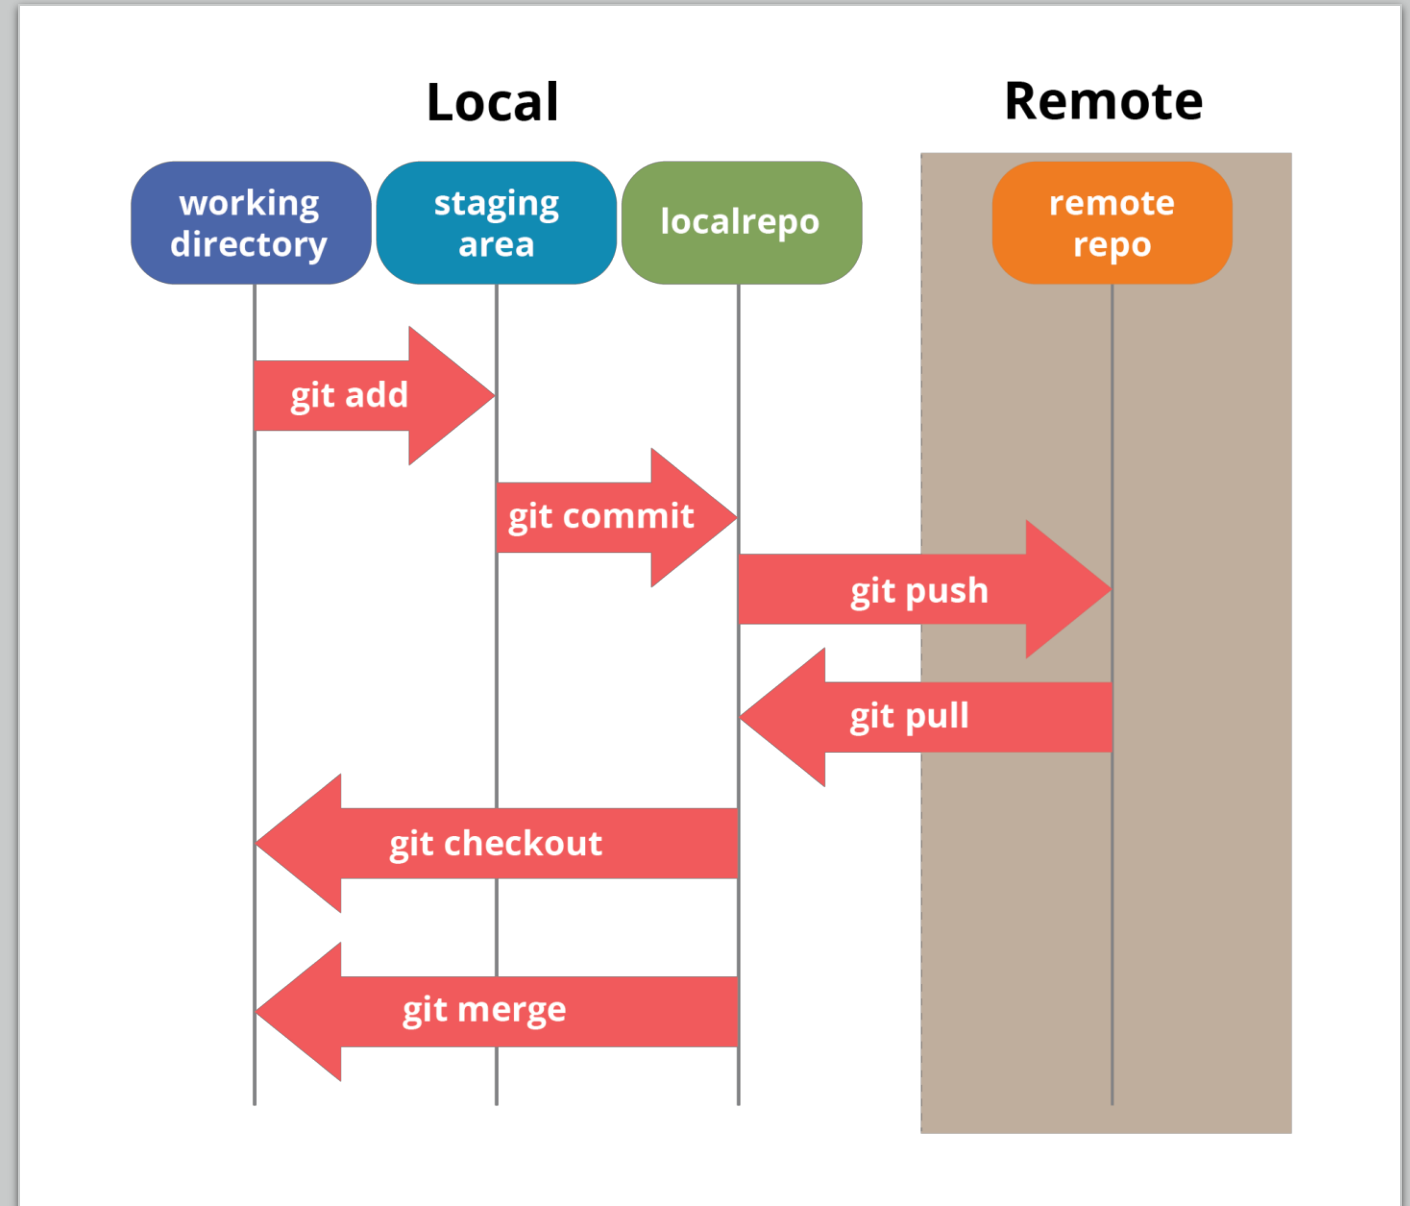 Local
Remote
working
directory
staging
area
localrepo
remote
repo
git add
git commit
git push
git pull
git checkout
git merge